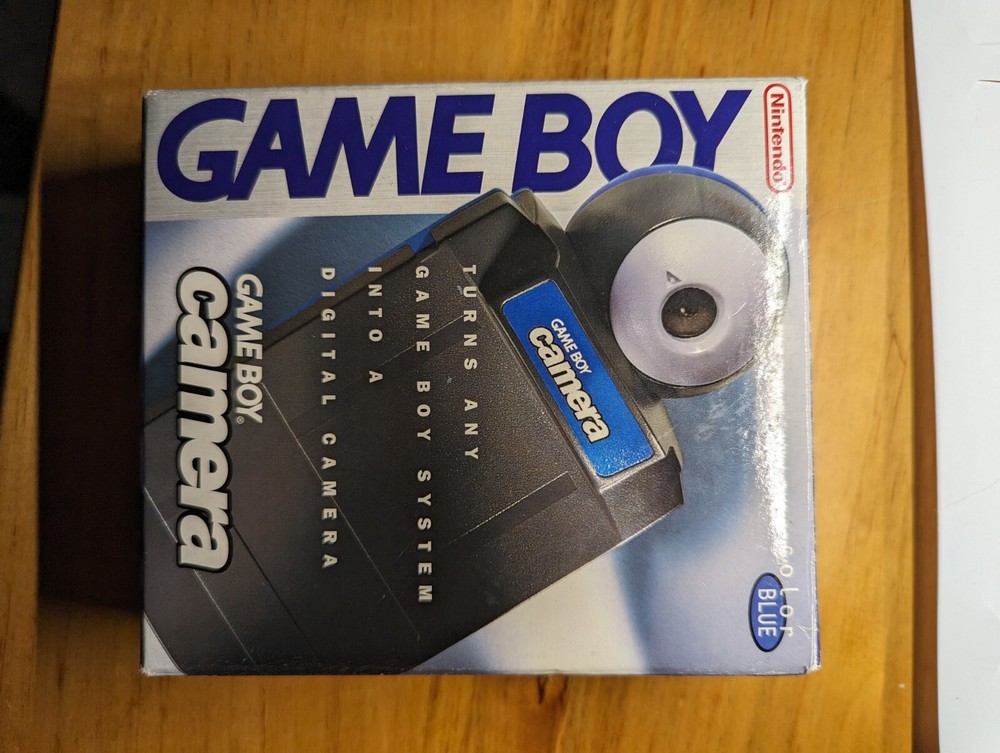 GAME BOY
Nintendo®
TURNS ANY
GAME BOY SYSTEM
INTO A
DIGITAL CAMERA
GAME BOY
camera
GAME BOY®
camera
color
BLUE